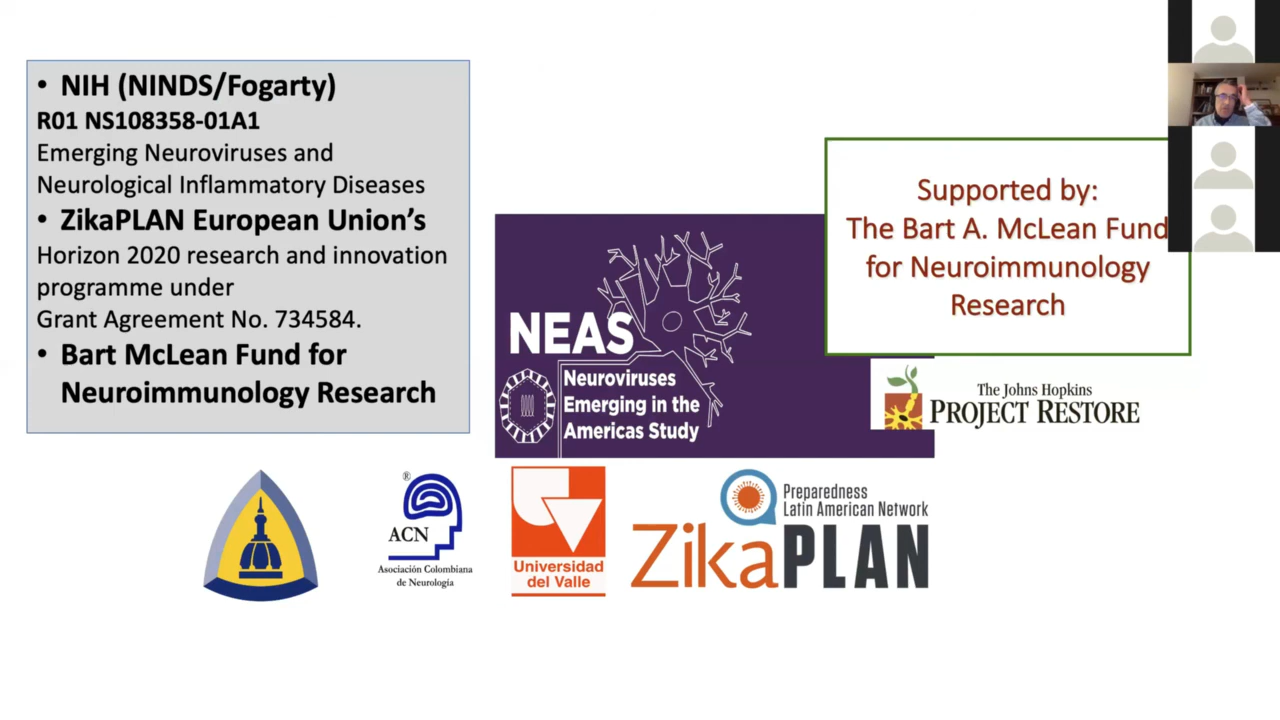 • NIH (NINDS/Fogarty)
R01 NS108358-01A1
Emerging Neuroviruses and
Neurological Inflammatory Diseases
• ZikaPLAN European Union’s
Horizon 2020 research and innovation
programme under
Grant Agreement No. 734584.
• Bart McLean Fund for
Neuroimmunology Research
NEAS
Neuroviruses
Emerging in the
Americas Study
Supported by:
The Bart A. McLean Fund
for Neuroimmunology
Research
The Johns Hopkins
PROJECT RESTORE
®
ACN
Asociación Colombiana
de Neurología
Universidad
del Valle
Preparedness
Latin American Network
ZikaPLAN